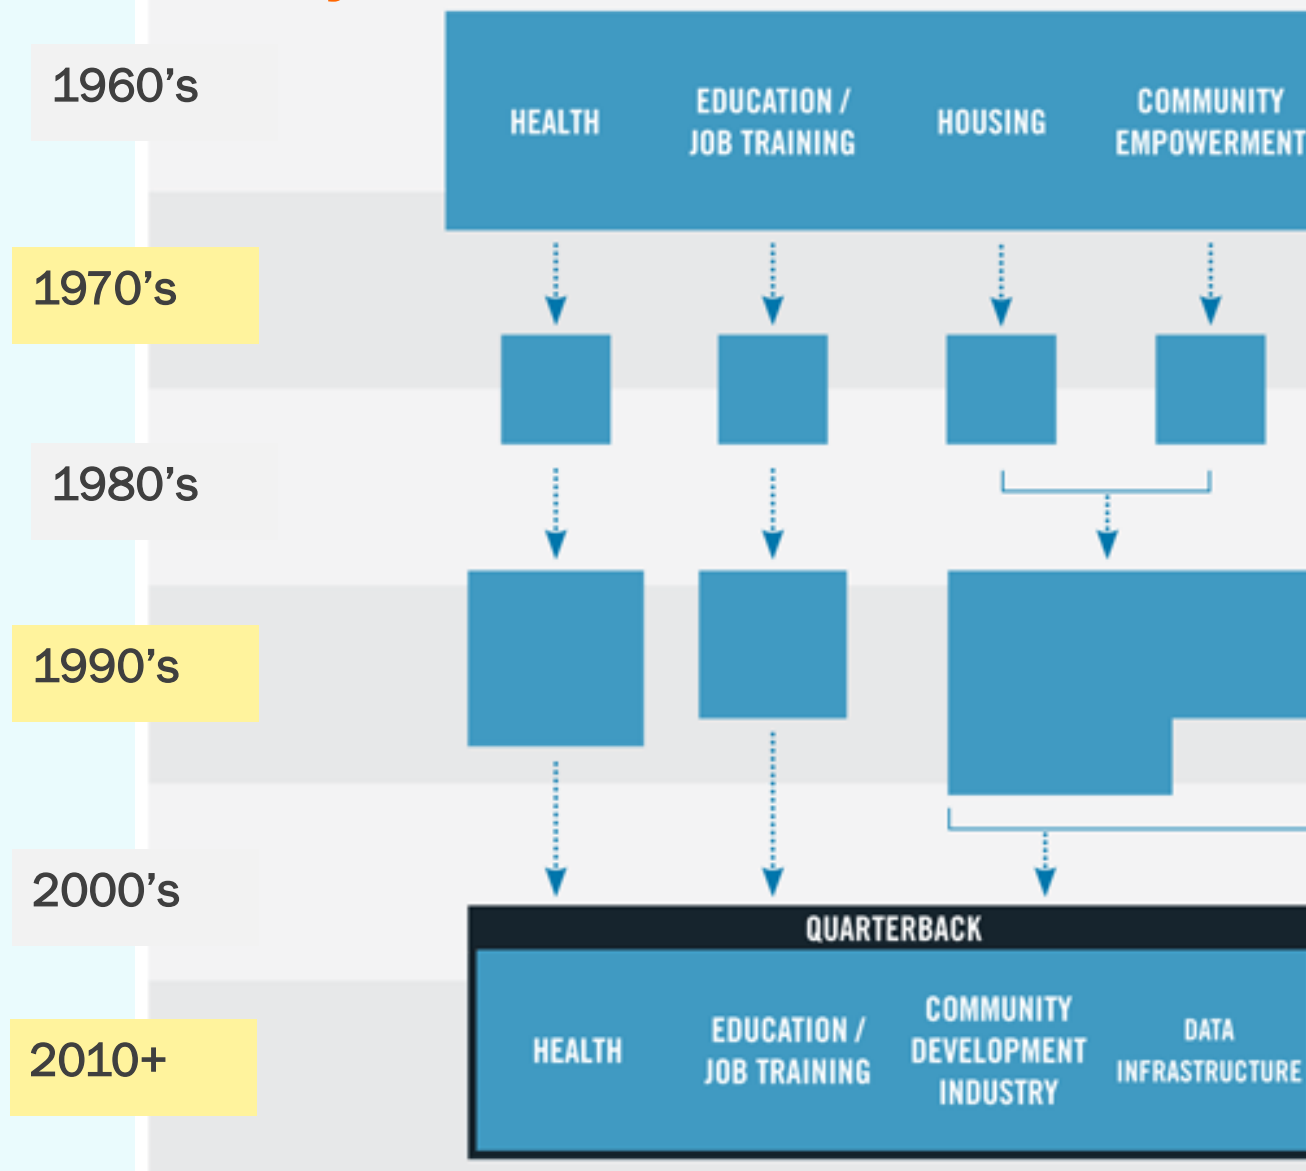 1960's
HEALTH
EDUCATION /
JOB TRAINING
HOUSING
COMMUNITY
EMPOWERMENT
1970's
1980's
1990's
2000's
QUARTERBACK
2010+
HEALTH
EDUCATION /
JOB TRAINING
COMMUNITY
DEVELOPMENT
INDUSTRY
DATA
INFRASTRUCTURE